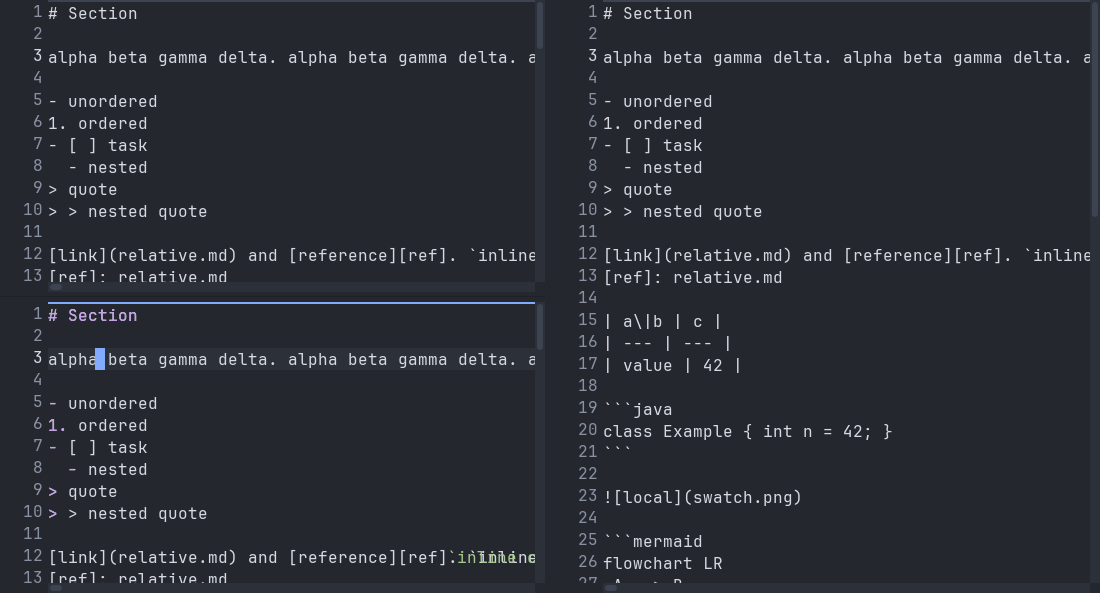 1 # Section
2
3 alpha beta gamma delta. alpha beta gamma delta. a
4
5 - unordered
6 1. ordered
7 - [ ] task
8   - nested
9 > quote
10 > > nested quote
11
12 [link](relative.md) and [reference][ref]. `inline
13 [ref]: relative.md
1 # Section
2
3 alpha beta gamma delta. alpha beta gamma delta. a
4
5 - unordered
6 1. ordered
7 - [ ] task
8   - nested
9 > quote
10 > > nested quote
11
12 [link](relative.md) and [reference][ref]. `inline
13 [ref]: relative.md
1 # Section
2
3 alpha beta gamma delta. alpha beta gamma delta. a
4
5 - unordered
6 1. ordered
7 - [ ] task
8   - nested
9 > quote
10 > > nested quote
11
12 [link](relative.md) and [reference][ref]. `inline
13 [ref]: relative.md
14
15 | a\|b | c |
16 | --- | --- |
17 | value | 42 |
18
19 ```java
20 class Example { int n = 42; }
21 ```
22
23 ![local](swatch.png)
24
25 ```mermaid
26 flowchart LR
27